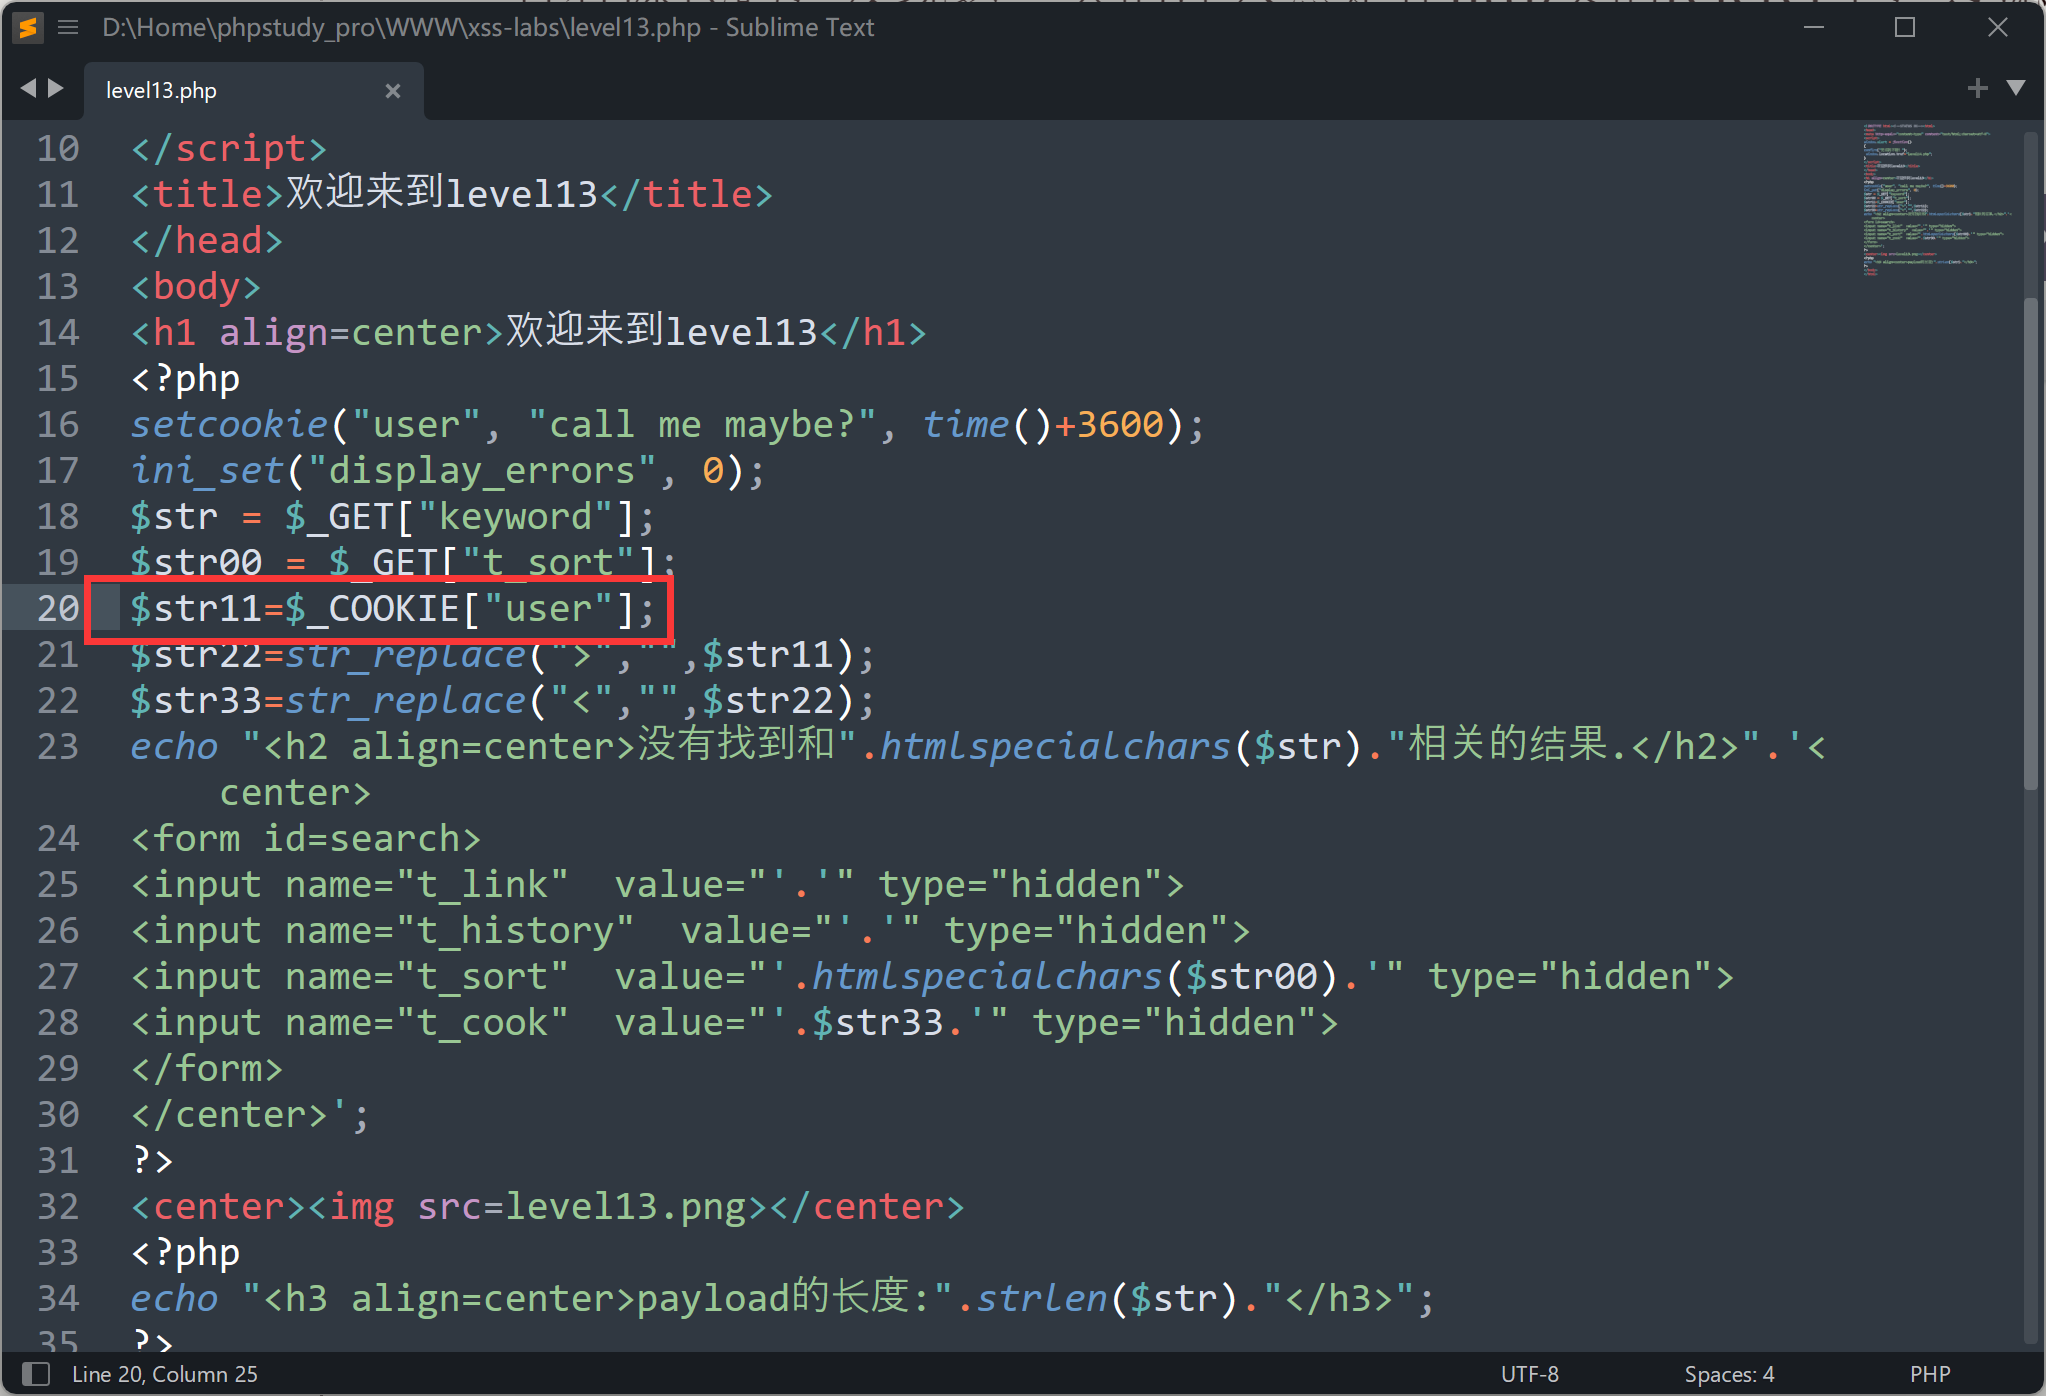 D:\Home\phpstudy_pro\WWW\xss-labs\level13.php - Sublime Text
level13.php
10 </script>
11 <title>欢迎来到level13</title>
12 </head>
13 <body>
14 <h1 align=center>欢迎来到level13</h1>
15 <?php
16 setcookie("user", "call me maybe?", time()+3600);
17 ini_set("display_errors", 0);
18 $str = $_GET["keyword"];
19 $str00 = $_GET["t_sort"];
20 $str11=$_COOKIE["user"];
21 $str22=str_replace(">","",$str11);
22 $str33=str_replace("<","",$str22);
23 echo "<h2 align=center>没有找到和".htmlspecialchars($str)."相关的结果.</h2>".'<
center>
24 <form id=search>
25 <input name="t_link"  value="'.'" type="hidden">
26 <input name="t_history"  value="'.'" type="hidden">
27 <input name="t_sort"  value="'.htmlspecialchars($str00).'" type="hidden">
28 <input name="t_cook"  value="'.$str33.'" type="hidden">
29 </form>
30 </center>';
31 ?>
32 <center><img src=level13.png></center>
33 <?php
34 echo "<h3 align=center>payload的长度:".strlen($str)."</h3>";
35 ?>
Line 20, Column 25
UTF-8
Spaces: 4
PHP